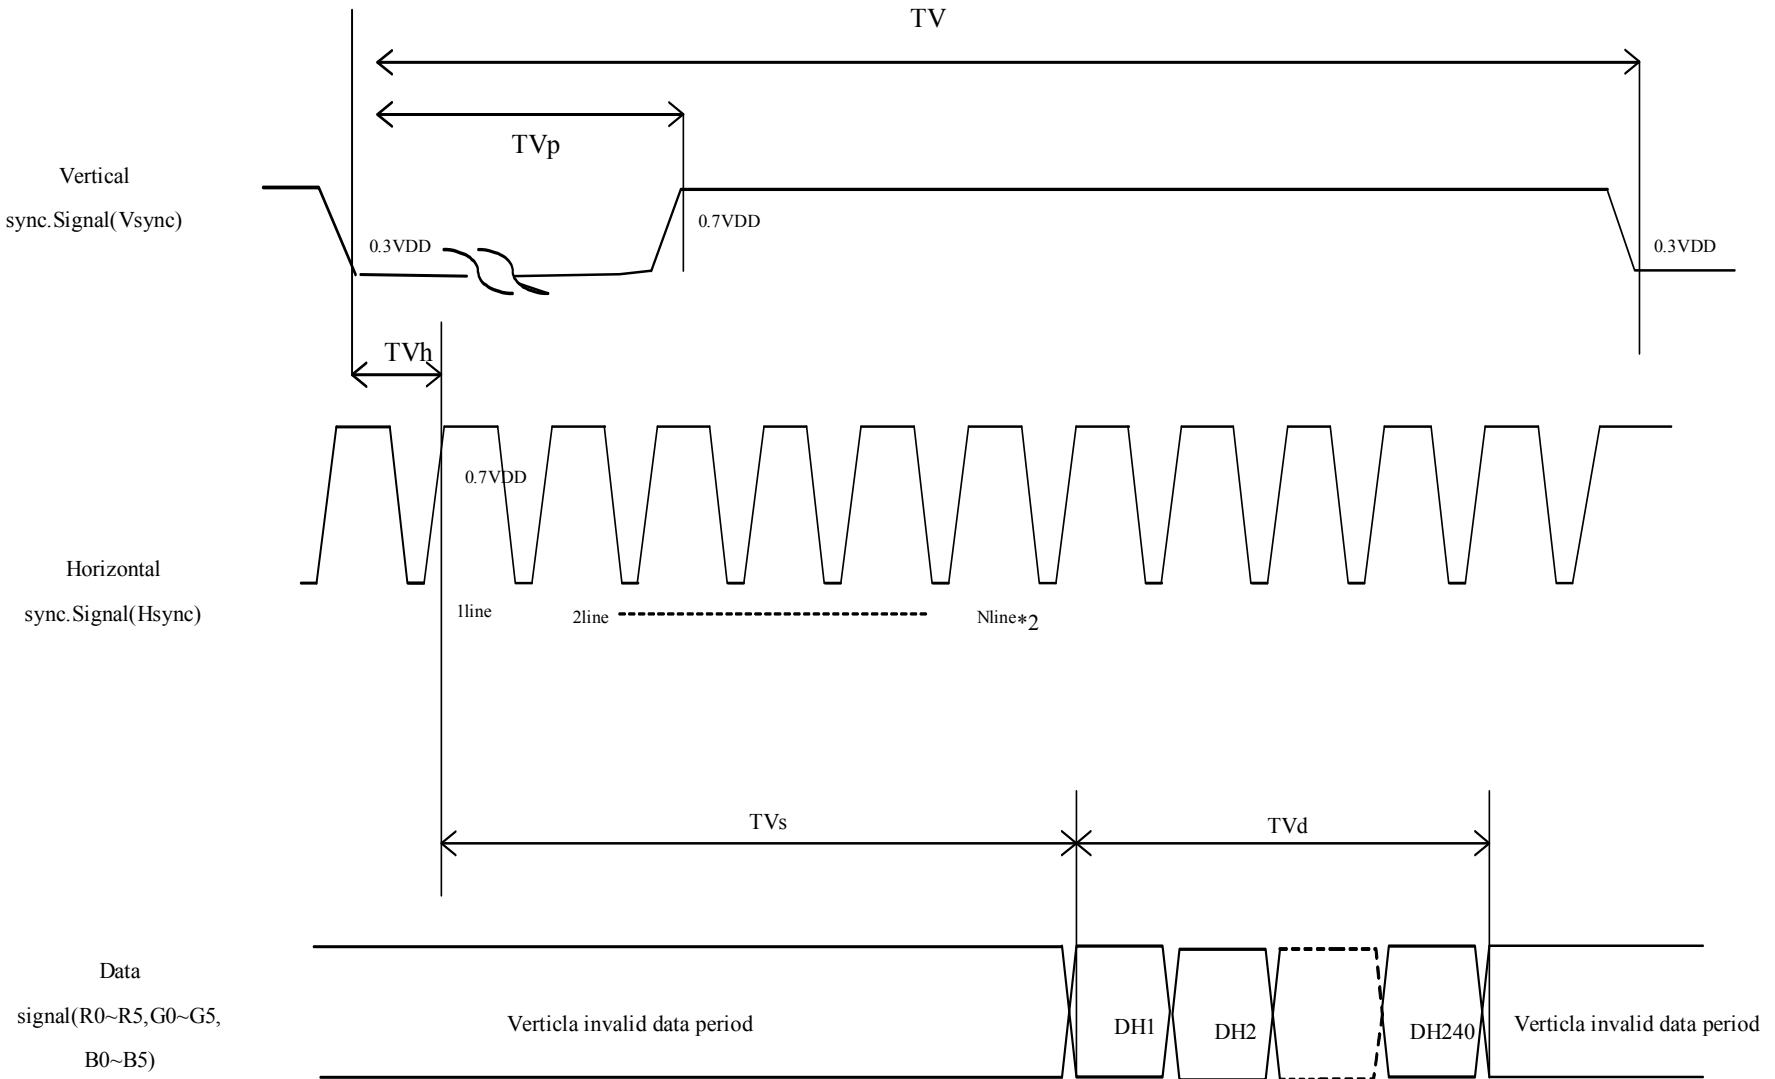 TV
TVp
Vertical
sync.Signal(Vsync)
0.3VDD
0.7VDD
0.3VDD
TVh
0.7VDD
Horizontal
sync.Signal(Hsync)
1line
2line
Nline*2
TVs
TVd
Data
signal(R0~R5,G0~G5,
B0~B5)
Verticla invalid data period
DH1
DH2
DH240
Verticla invalid data period